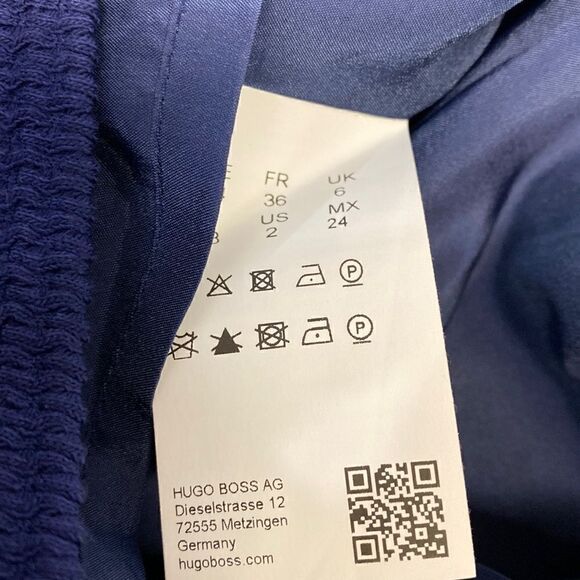 FR UK
36 6
US MX
2 24
P
P
HUGO BOSS AG
Dieselstrasse 12
72555 Metzingen
Germany
hugoboss.com